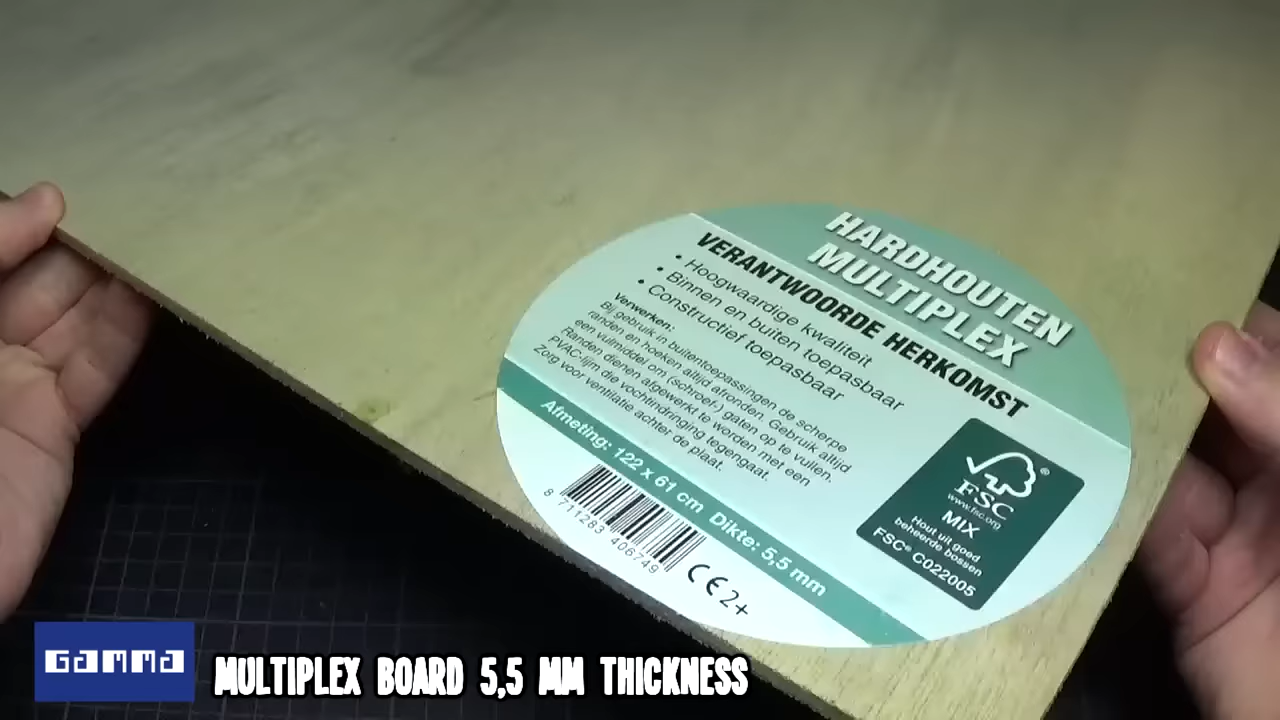 HARDHOUTEN
MULTIPLEX
VERANTWOORDE HERKOMST
• Hoogwaardige kwaliteit
• Binnen en buiten toepasbaar
• Constructief toepasbaar
Verwerken:
Bij gebruik in buitentoepassingen de scherpe
randen en hoeken altijd afronden. Gebruik altijd
een vulmiddel om (schroef-) gaten op te vullen.
Randen dienen afgewerkt te worden met een
PVAC-lijm die vochtindringing tegengaat.
Zorg voor ventilatie achter de plaat.
Afmeting: 122 x 61 cm Dikte: 5,5 mm
8 711283 406749
CE 2+
®
FSC
www.fsc.org
MIX
Hout uit goed
beheerde bossen
FSC® C022005
GAMMA
MULTIPLEX BOARD 5,5 MM THICKNESS